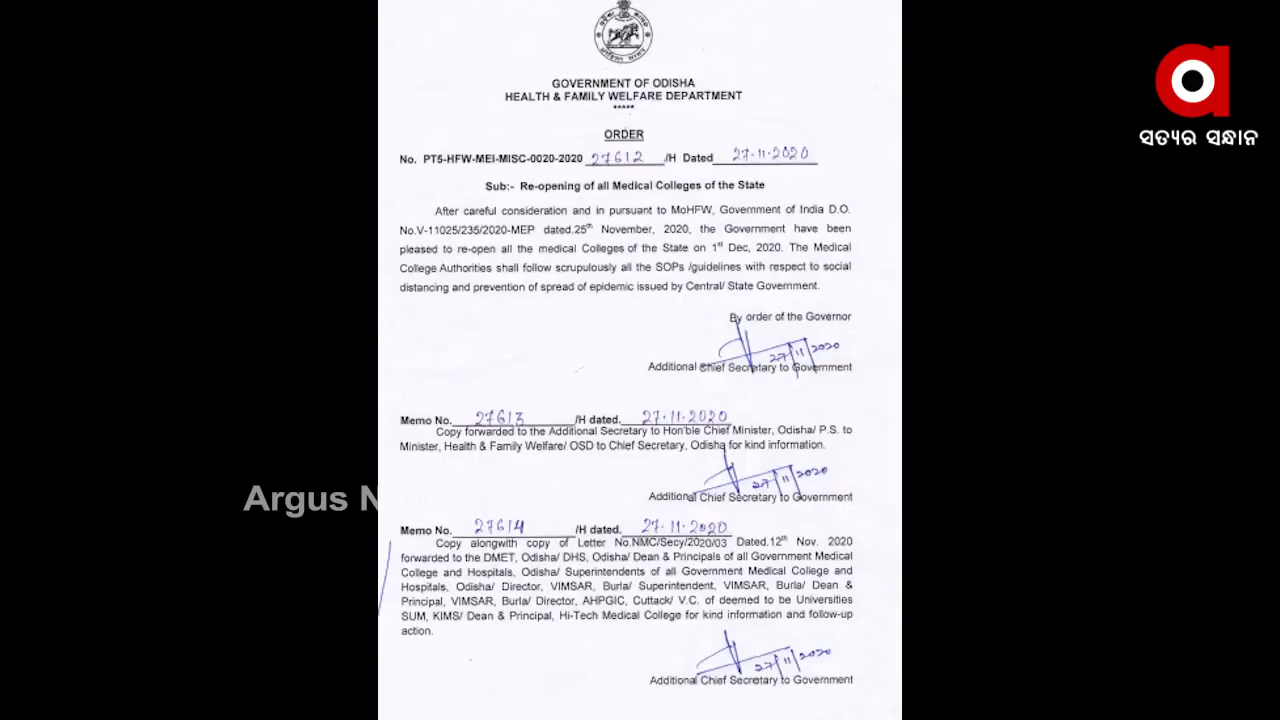 GOVERNMENT OF ODISHA
HEALTH & FAMILY WELFARE DEPARTMENT
*****
ORDER
No. PT5-HFW-MEI-MISC-0020-2020 27612 /H Dated 27.11.2020
Sub:- Re-opening of all Medical Colleges of the State
After careful consideration and in pursuant to MoHFW, Government of India D.O.
No.V-11025/235/2020-MEP dated.25th November, 2020, the Government have been
pleased to re-open all the medical Colleges of the State on 1st Dec, 2020. The Medical
College Authorities shall follow scrupulously all the SOPs /guidelines with respect to social
distancing and prevention of spread of epidemic issued by Central/ State Government.
By order of the Governor
27/11/2020
Additional Chief Secretary to Government
Memo No. 27613 /H dated. 27.11.2020
Copy forwarded to the Additional Secretary to Hon'ble Chief Minister, Odisha/ P.S. to
Minister, Health & Family Welfare/ OSD to Chief Secretary, Odisha for kind information.
27/11/2020
Additional Chief Secretary to Government
Memo No. 27614 /H dated. 27.11.2020
Copy alongwith copy of Letter No.NMC/Secy/2020/03 Dated.12th Nov. 2020
forwarded to the DMET, Odisha/ DHS, Odisha/ Dean & Principals of all Government Medical
College and Hospitals, Odisha/ Superintendents of all Government Medical College and
Hospitals, Odisha/ Director, VIMSAR, Burla/ Superintendent, VIMSAR, Burla/ Dean &
Principal, VIMSAR, Burla/ Director, AHPGIC, Cuttack/ V.C. of deemed to be Universities
SUM, KIMS/ Dean & Principal, Hi-Tech Medical College for kind information and follow-up
action.
27/11/2020
Additional Chief Secretary to Government
Argus News
ସତ୍ୟର ସନ୍ଧାନ